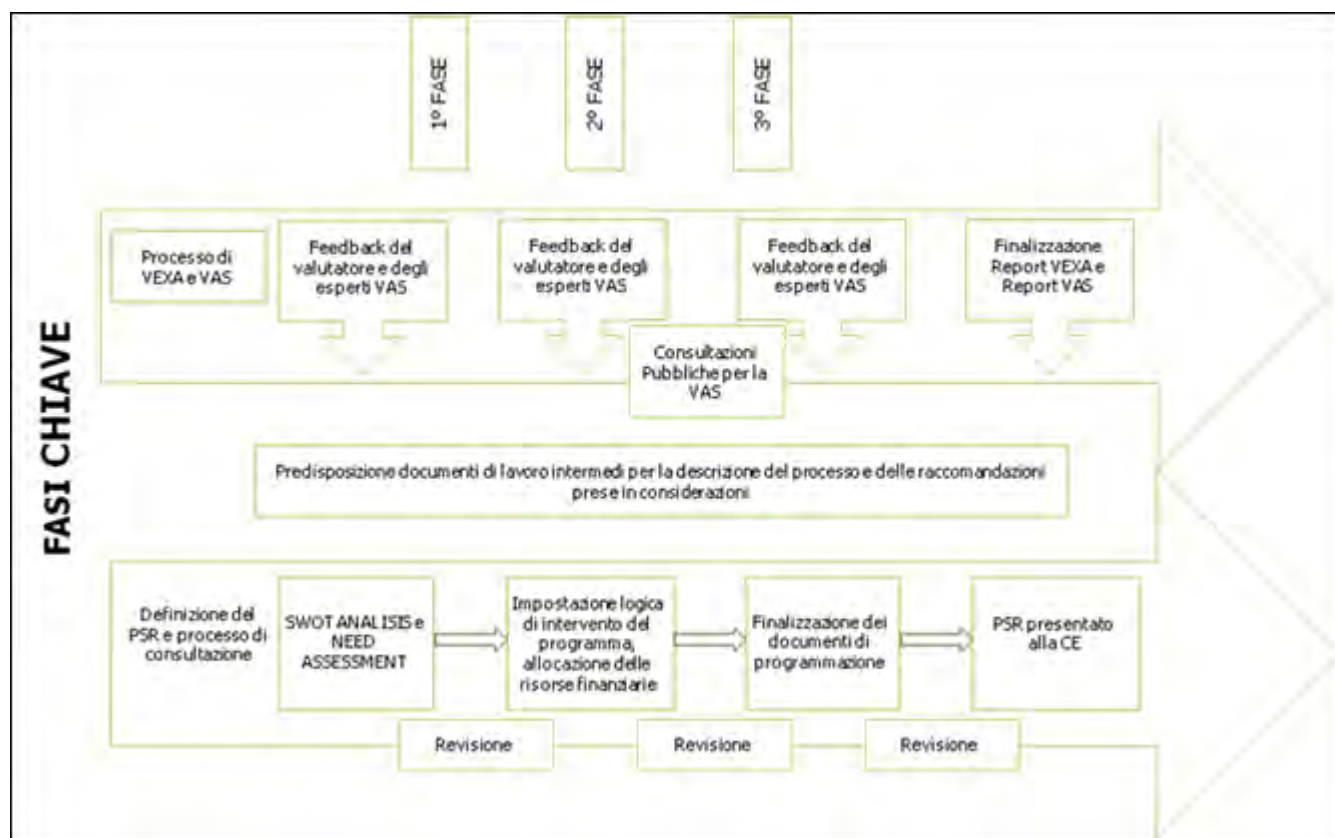 1º FASE
2º FASE
3º FASE
FASI CHIAVE
Processo di
VEXA e VAS
Feedback del
valutatore e degli
esperti VAS
Feedback del
valutatore e degli
esperti VAS
Feedback del
valutatore e degli
esperti VAS
Finalizzazione
Report VEXA e
Report VAS
Consultazioni
Pubbliche per la
VAS
Predisposizione documenti di lavoro intermedi per la descrizione del processo e delle raccomandazioni
prese in considerazioni
Definizione del
PSR e processo di
consultazione
SWOT ANALISIS e
NEED
ASSESSMENT
Impostazione logica
di intervento del
programma,
allocazione delle
risorse finanziarie
Finalizzazione dei
documenti di
programmazione
PSR presentato
alla CE
Revisione
Revisione
Revisione